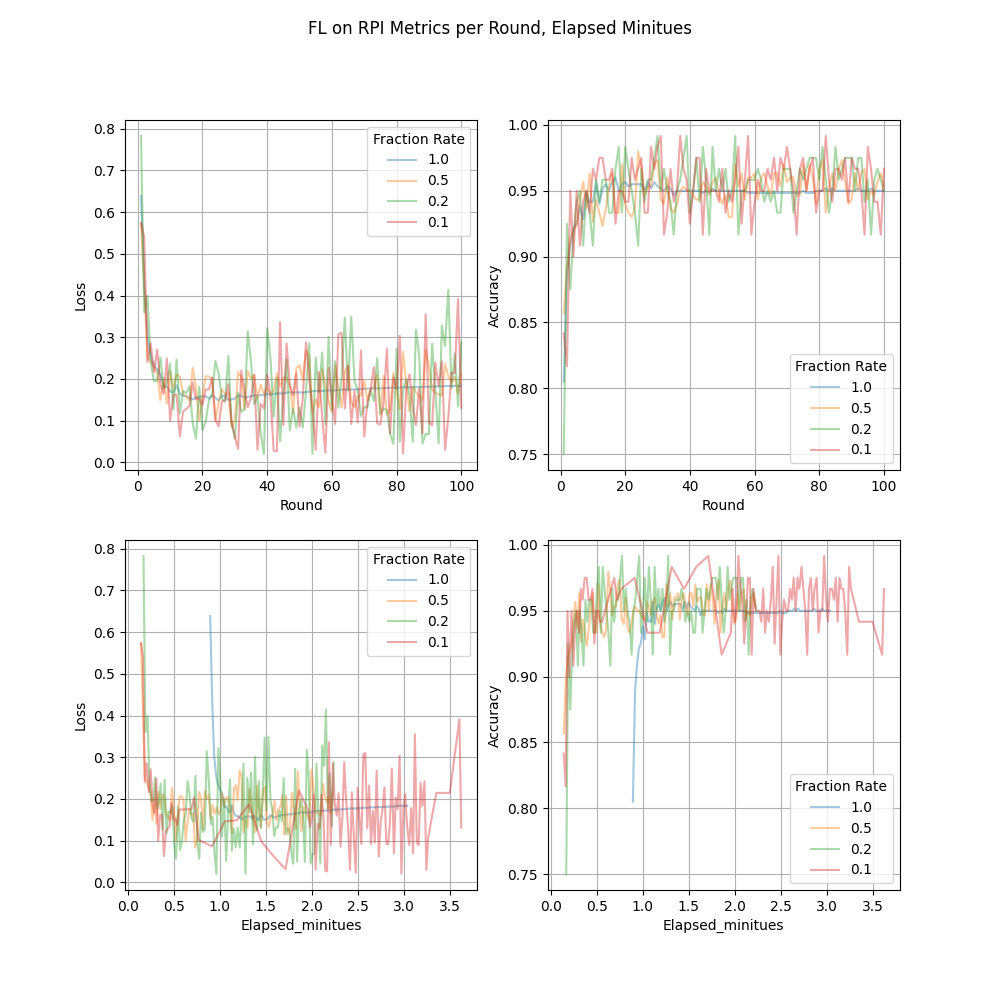 FL on RPI Metrics per Round, Elapsed Minitues
0.8
0.7
0.6
0.5
0.4
0.3
0.2
0.1
0.0
Loss
0 20 40 60 80 100
Round
Fraction Rate
1.0
0.5
0.2
0.1
1.00
0.95
0.90
0.85
0.80
0.75
Accuracy
0 20 40 60 80 100
Round
Fraction Rate
1.0
0.5
0.2
0.1
0.8
0.7
0.6
0.5
0.4
0.3
0.2
0.1
0.0
Loss
0.0 0.5 1.0 1.5 2.0 2.5 3.0 3.5
Elapsed_minitues
Fraction Rate
1.0
0.5
0.2
0.1
1.00
0.95
0.90
0.85
0.80
0.75
Accuracy
0.0 0.5 1.0 1.5 2.0 2.5 3.0 3.5
Elapsed_minitues
Fraction Rate
1.0
0.5
0.2
0.1